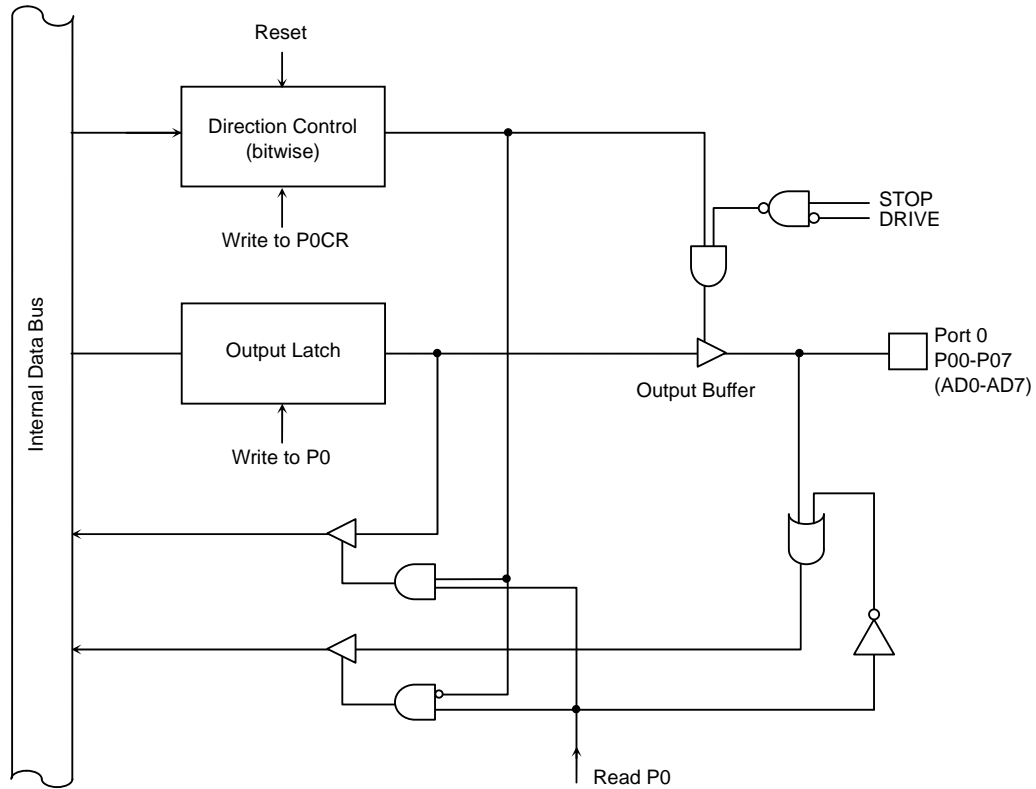 Reset
Direction Control
(bitwise)
STOP
DRIVE
Write to P0CR
Internal Data Bus
Output Latch
Port 0
P00-P07
(AD0-AD7)
Output Buffer
Write to P0
Read P0